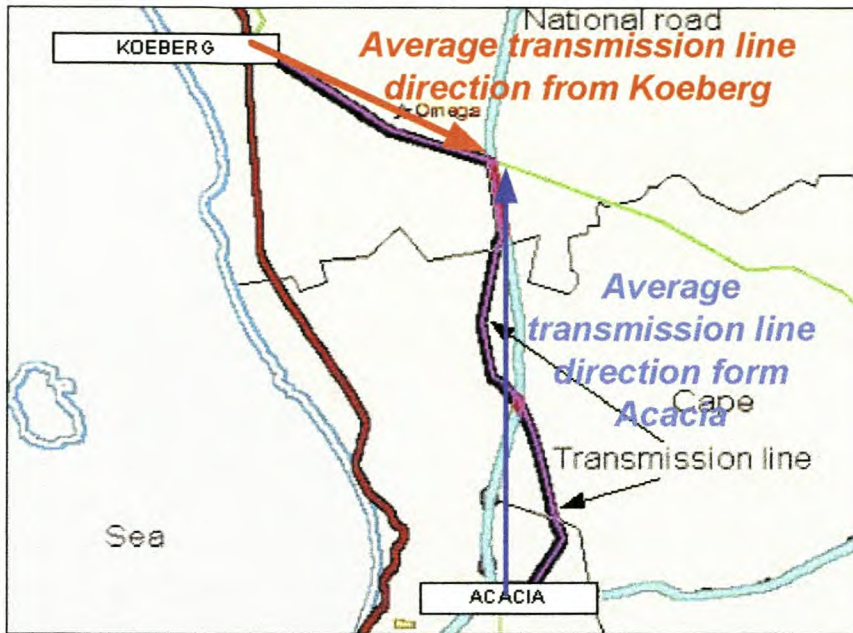 National road
KOEBERG
Average transmission line
direction from Koeberg
Omega
Average
transmission line
direction form
Acacia
Cape
Transmission line
Sea
ACACIA